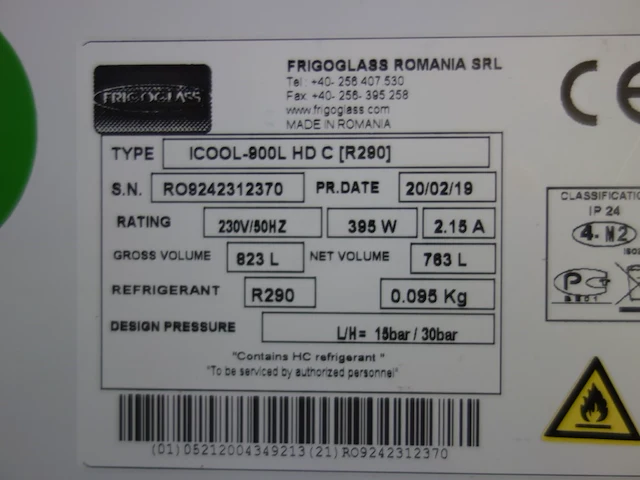 FRIGOGLASS
FRIGOGLASS ROMANIA SRL
Tel: +40- 256 407 530
Fax: +40- 256- 395 258
www.frigoglass.com
MADE IN ROMANIA
CE
TYPE ICOOL-900L HD C [R290]
S.N. RO9242312370 PR.DATE 20/02/19
RATING 230V/50HZ 395 W 2.15 A
GROSS VOLUME 823 L NET VOLUME 763 L
REFRIGERANT R290 0.095 Kg
DESIGN PRESSURE L/H= 15bar / 30bar
"Contains HC refrigerant "
"To be serviced by authorized personnel"
(01)05212004349213(21)RO9242312370
CLASSIFICATIO
IP 24
4- M2